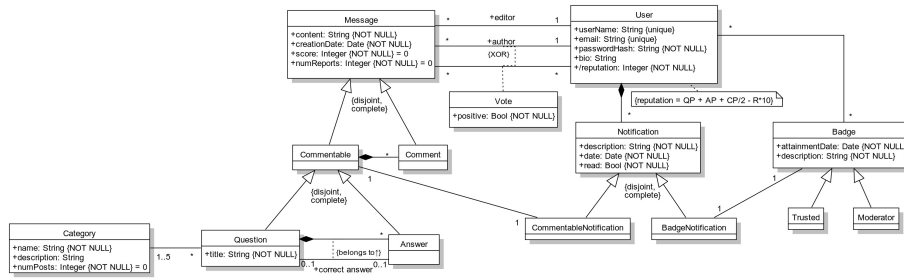 Message
+content: String {NOT NULL}
+creationDate: Date {NOT NULL}
+score: Integer {NOT NULL} = 0
+numReports: Integer {NOT NULL} = 0
* +editor 1
* +author 1
{XOR}
* *
User
+userName: String {unique}
+email: String {unique}
+passwordHash: String {NOT NULL}
+bio: String
+/reputation: Integer {NOT NULL}
*
Vote
+positive: Bool {NOT NULL}
{reputation = QP + AP + CP/2 - R*10}
{disjoint,
complete}
*
*
Commentable
*
Comment
Notification
+description: String {NOT NULL}
+date: Date {NOT NULL}
+read: Bool {NOT NULL}
Badge
+attainmentDate: Date {NOT NULL}
+description: String {NOT NULL}
1
1
{disjoint,
complete}
{disjoint,
complete}
Trusted
Moderator
Category
+name: String {NOT NULL}
+description: String
+numPosts: Integer {NOT NULL} = 0
1..5 *
Question
+title: String {NOT NULL}
*
{belongs to↑}
0..1 0..1
+correct answer
Answer
1
CommentableNotification
1
BadgeNotification